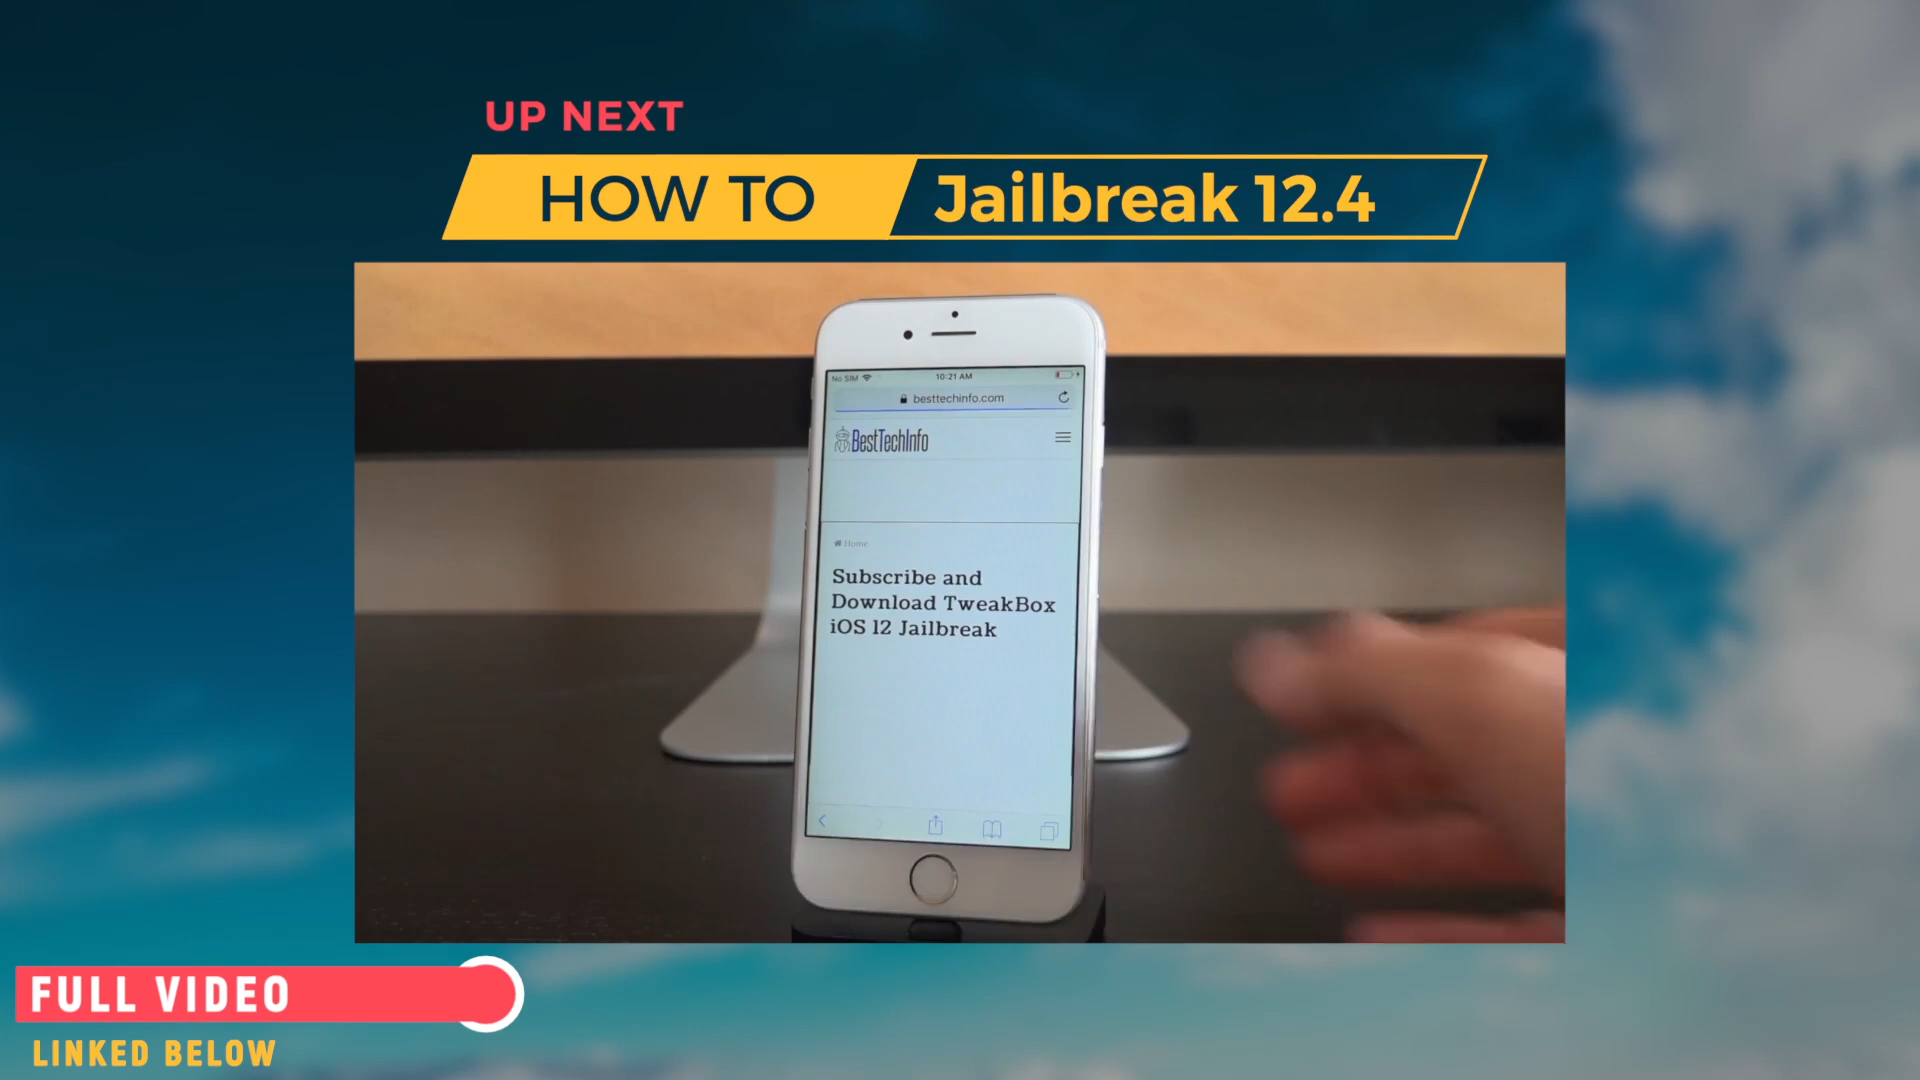 UP NEXT
HOW TO Jailbreak 12.4
No SIM 10:21 AM
besttechinfo.com
BestTechInfo
Home
Subscribe and
Download TweakBox
iOS 12 Jailbreak
FULL VIDEO
LINKED BELOW